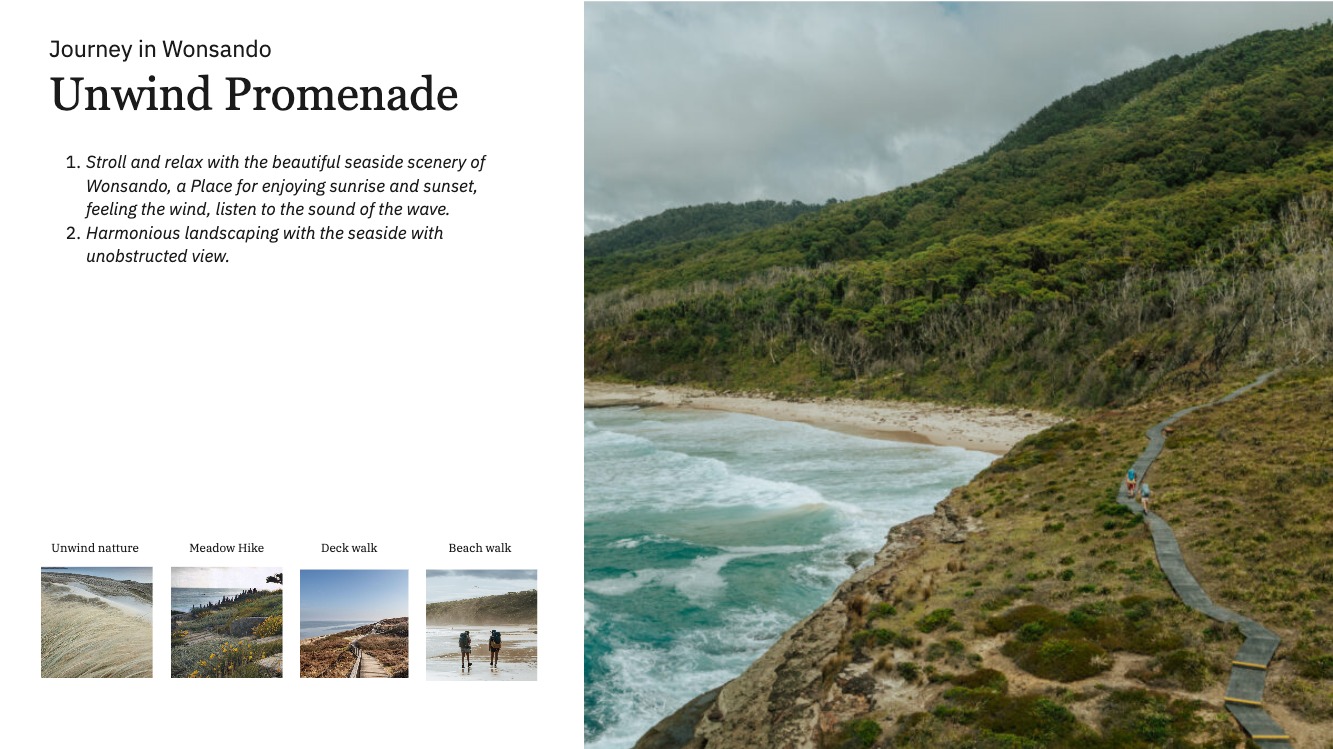 Journey in Wonsando
Unwind Promenade
1. Stroll and relax with the beautiful seaside scenery of
Wonsando, a Place for enjoying sunrise and sunset,
feeling the wind, listen to the sound of the wave.
2. Harmonious landscaping with the seaside with
unobstructed view.
Unwind natture
Meadow Hike
Deck walk
Beach walk